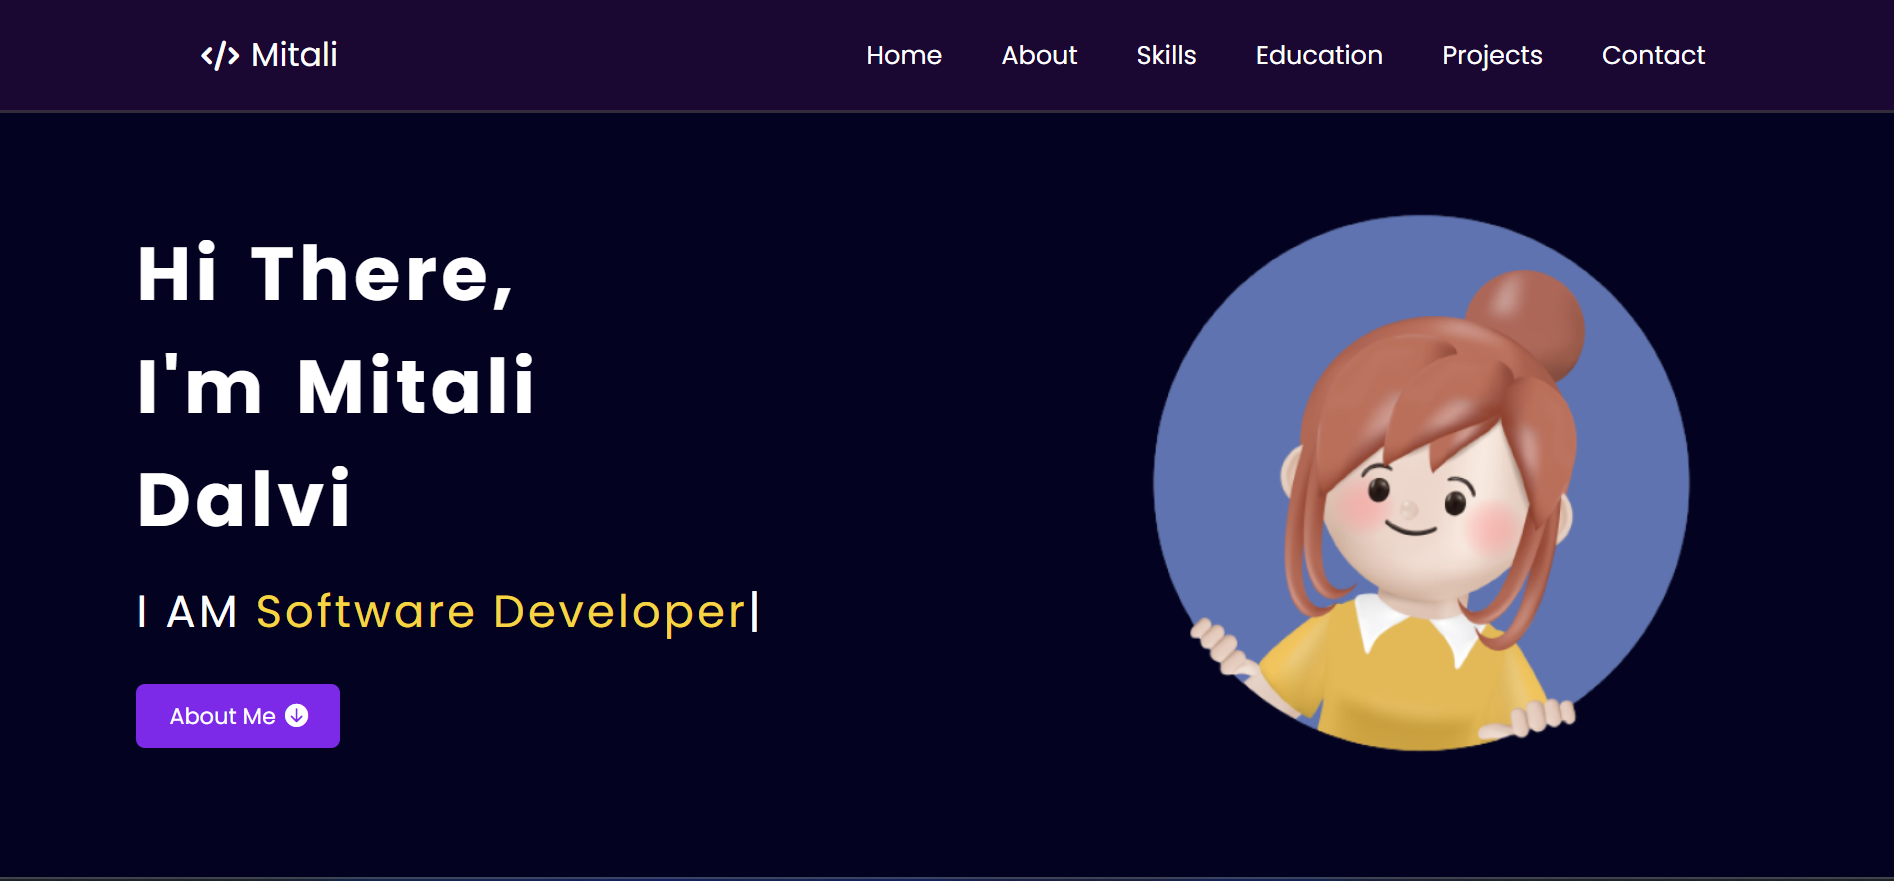 </> Mitali
Home About Skills Education Projects Contact
Hi There,
I'm Mitali
Dalvi
I AM Software Developer|
About Me